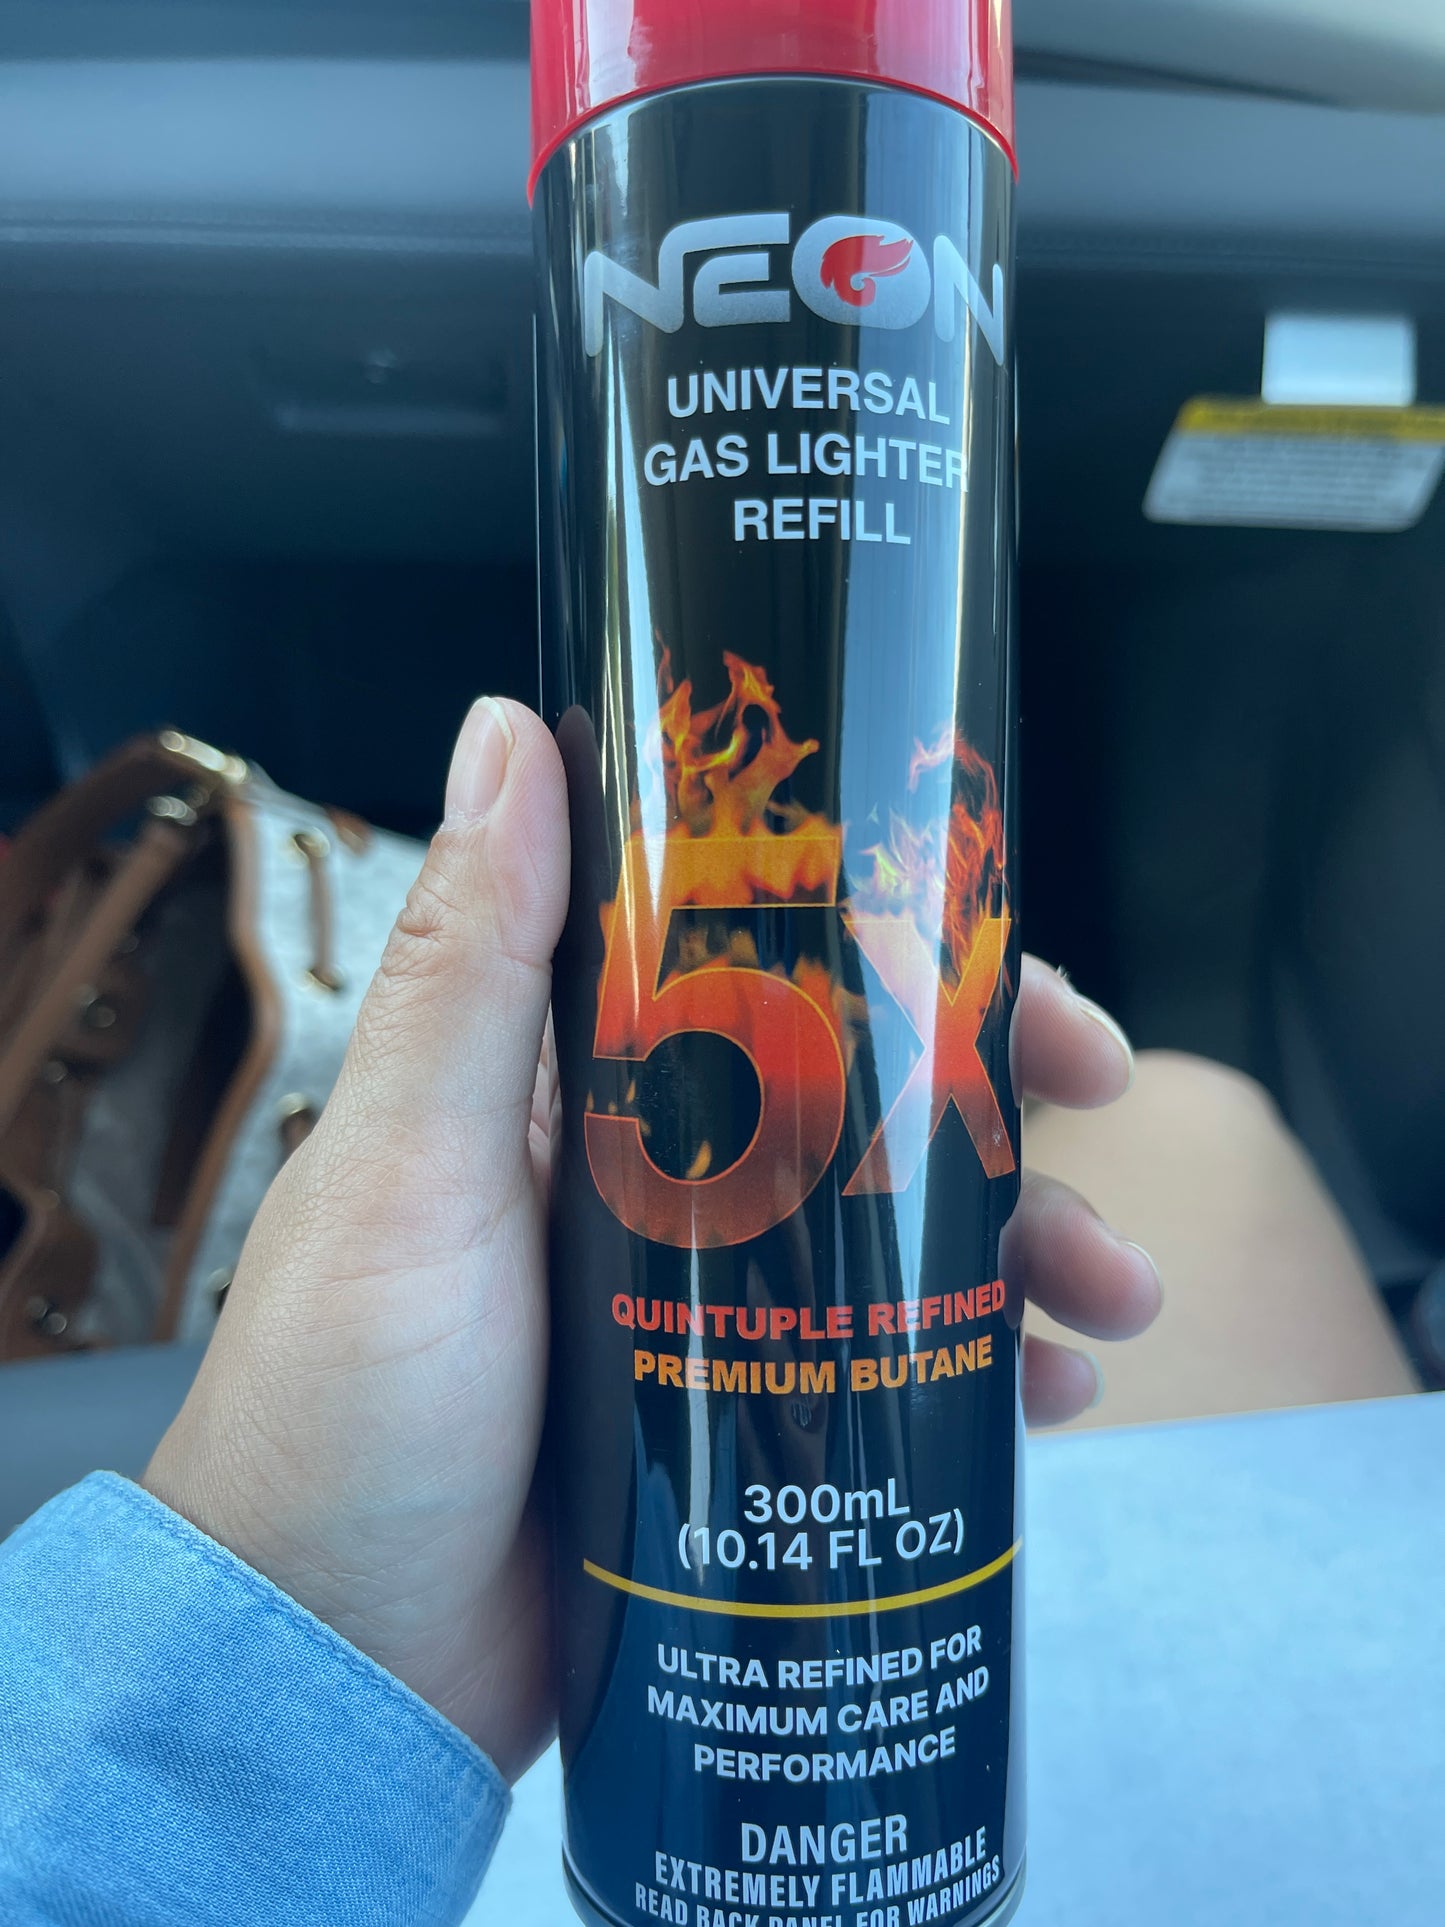 NEON
UNIVERSAL
GAS LIGHTER
REFILL
5x
QUINTUPLE REFINED
PREMIUM BUTANE
300mL
(10.14 FL OZ)
ULTRA REFINED FOR
MAXIMUM CARE AND
PERFORMANCE
DANGER
EXTREMELY FLAMMABLE
READ BACK PANEL FOR WARNINGS